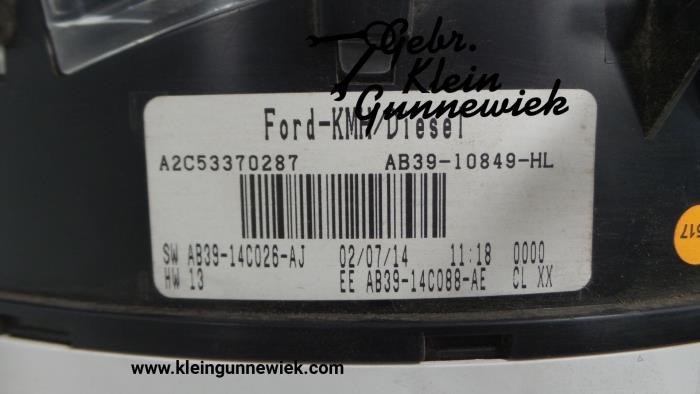 Gebr.
Klein
Gunnewiek
Ford-KMH/Diesel
A2C53370287 AB39-10849-HL
SW AB39-14C026-AJ 02/07/14 11:18 0000
HW 13 EE AB39-14C088-AE CL XX
517
www.kleingunnewiek.com